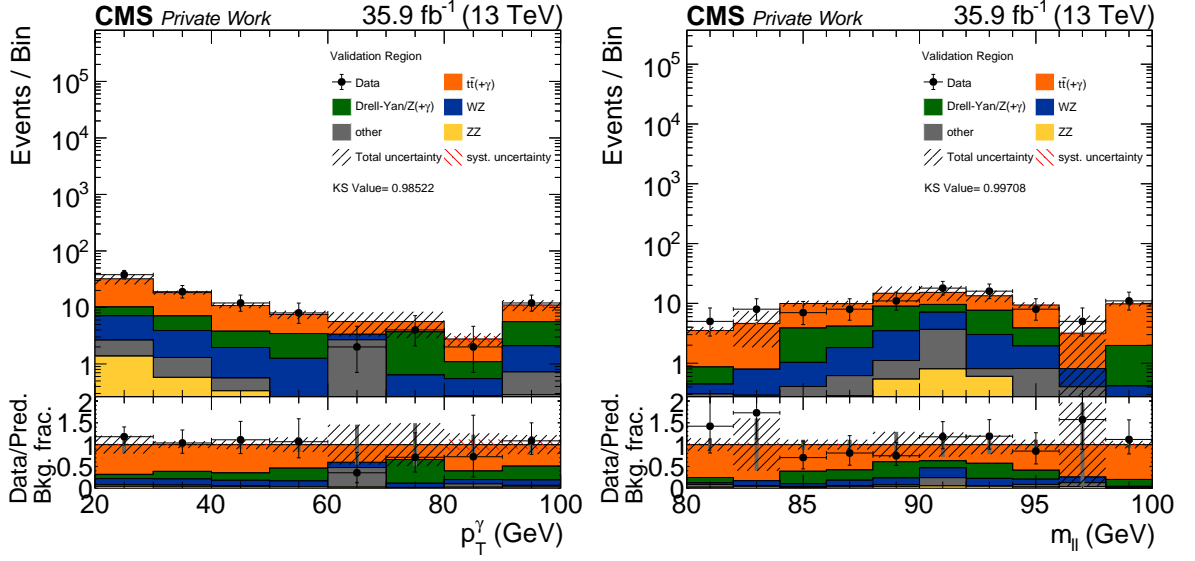 CMS Private Work 35.9 fb⁻¹ (13 TeV)
Events / Bin
10⁵
10⁴
10³
10²
10
1
Validation Region
Data tt̄(+γ)
Drell-Yan/Z(+γ) WZ
other ZZ
Total uncertainty syst. uncertainty
KS Value= 0.98522
Data/Pred.
Bkg. frac.
2
1.5
1
0.5
0
20 40 60 80 100
p_T^γ (GeV)
CMS Private Work 35.9 fb⁻¹ (13 TeV)
Events / Bin
10⁵
10⁴
10³
10²
10
1
Validation Region
Data tt̄(+γ)
Drell-Yan/Z(+γ) WZ
other ZZ
Total uncertainty syst. uncertainty
KS Value= 0.99708
Data/Pred.
Bkg. frac.
2
1.5
1
0.5
0
80 85 90 95 100
m_ll (GeV)